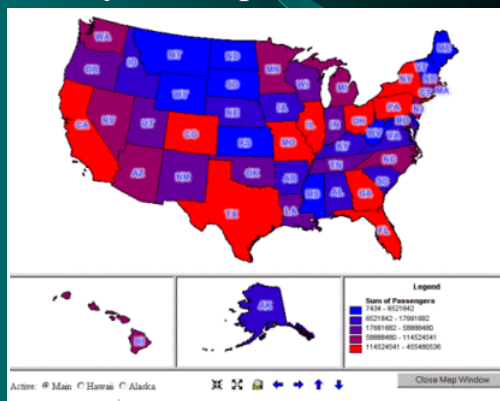 WA
MT
ND
MN
OR
ID
SD
WI
MI
WY
NE
IA
NY
VT
NH
ME
MA
CT
PA
NJ
NV
UT
CO
KS
MO
IL
IN
OH
WV
VA
MD
KY
CA
AZ
NM
OK
AR
TN
NC
SC
TX
LA
MS
AL
GA
FL
HI
AK
Legend
Sum of Passengers
7434 - 6521642
6521642 - 17661682
17661682 - 58888480
58888480 - 114524541
114524541 - 455480536
Active: Main Hawaii Alaska
Close Map Window